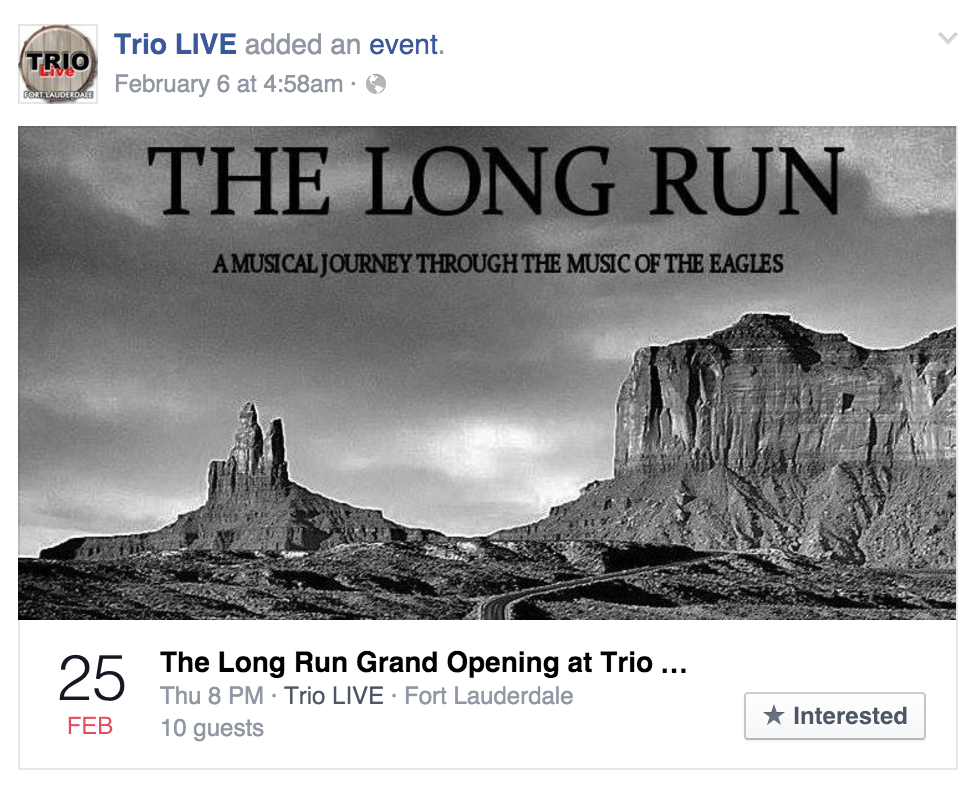 TRIO
Live
FORT LAUDERDALE
Trio LIVE added an event.
February 6 at 4:58am ·
THE LONG RUN
A MUSICAL JOURNEY THROUGH THE MUSIC OF THE EAGLES
25
FEB
The Long Run Grand Opening at Trio ...
Thu 8 PM · Trio LIVE · Fort Lauderdale
10 guests
★ Interested